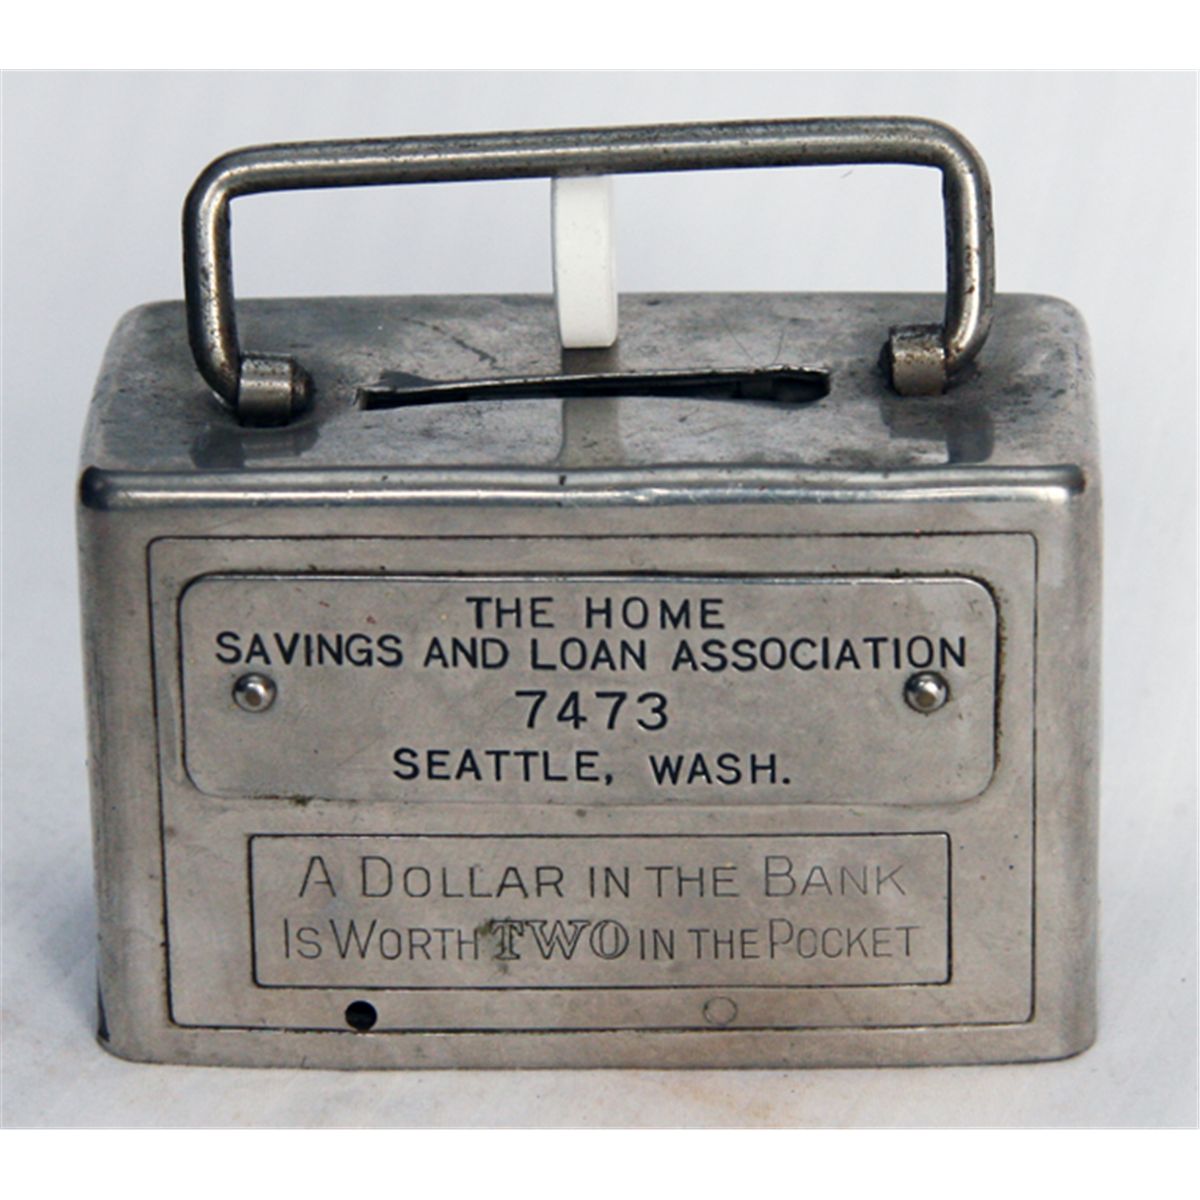 THE HOME
SAVINGS AND LOAN ASSOCIATION
7473
SEATTLE, WASH.
A DOLLAR IN THE BANK
IS WORTH TWO IN THE POCKET